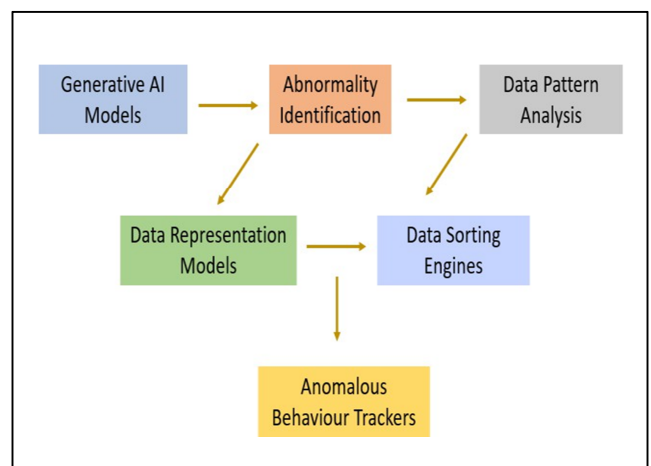 Generative AI
Models
Abnormality
Identification
Data Pattern
Analysis
Data Representation
Models
Data Sorting
Engines
Anomalous
Behaviour Trackers